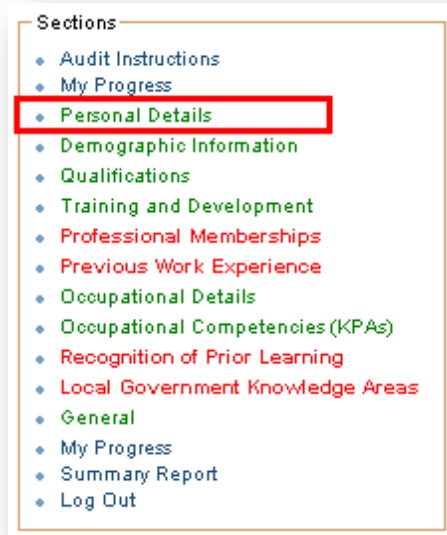 Sections
Audit Instructions
My Progress
Personal Details
Demographic Information
Qualifications
Training and Development
Professional Memberships
Previous Work Experience
Occupational Details
Occupational Competencies (KPAs)
Recognition of Prior Learning
Local Government Knowledge Areas
General
My Progress
Summary Report
Log Out